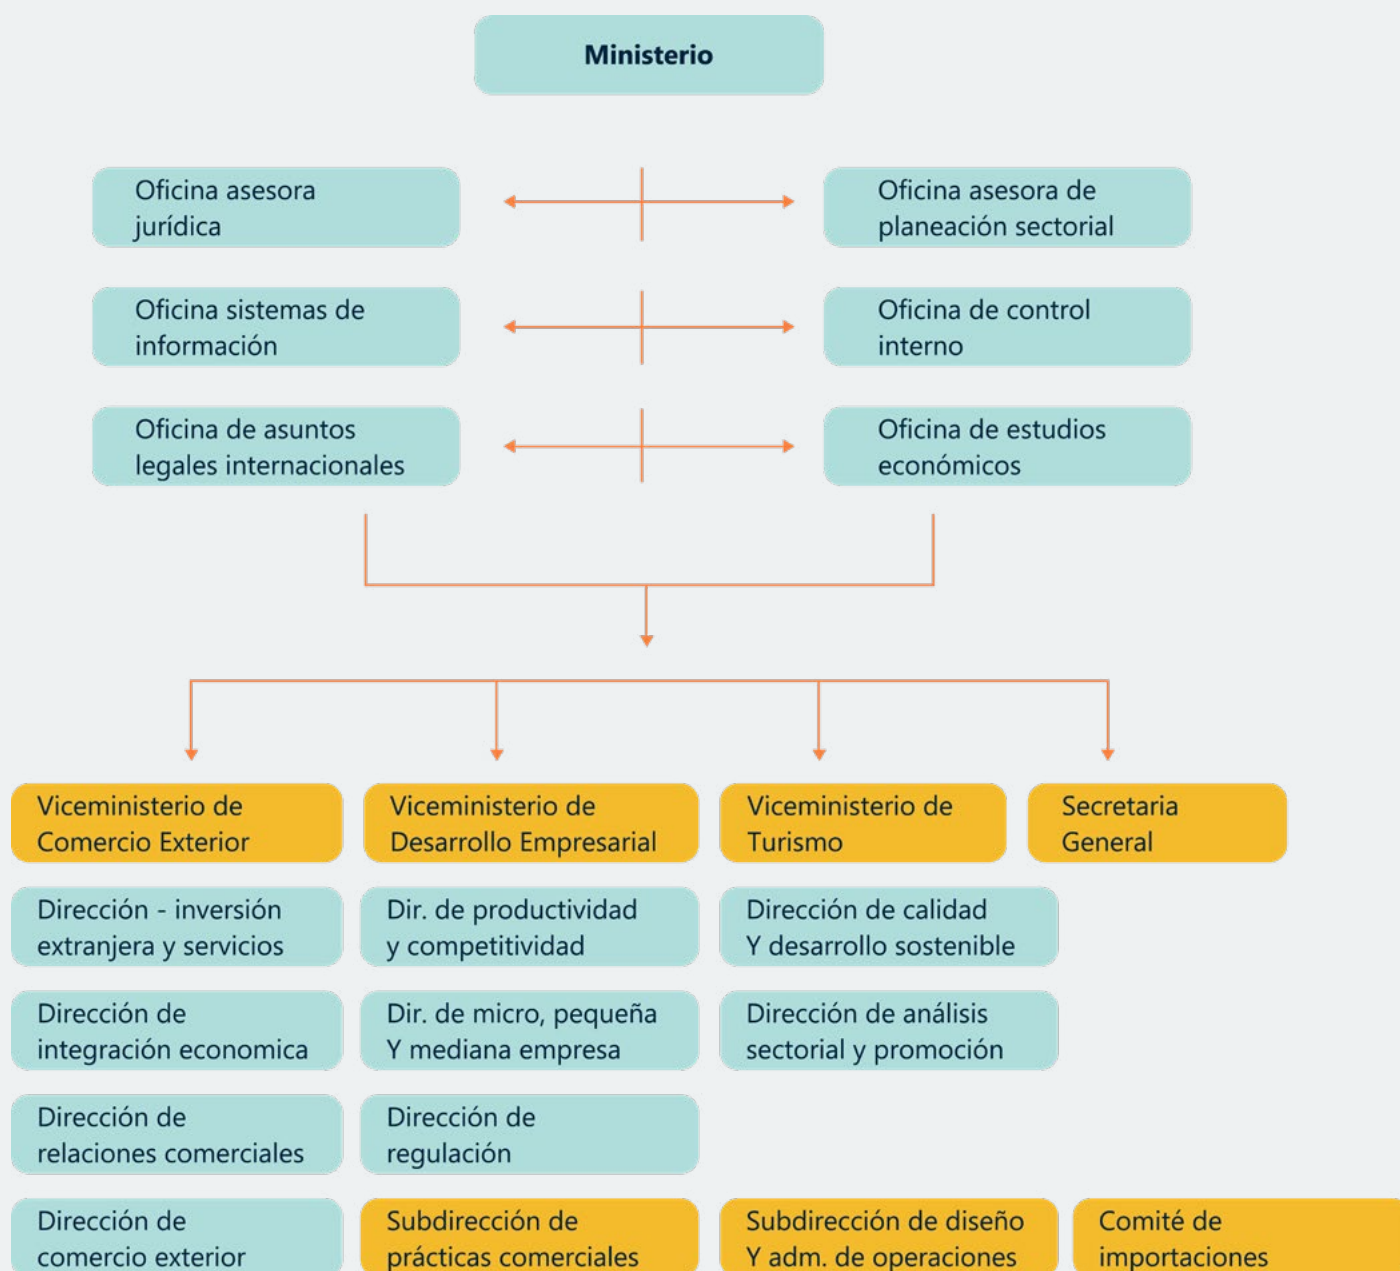 Ministerio
Oficina asesora
jurídica
Oficina asesora de
planeación sectorial
Oficina sistemas de
información
Oficina de control
interno
Oficina de asuntos
legales internacionales
Oficina de estudios
económicos
Viceministerio de
Comercio Exterior
Viceministerio de
Desarrollo Empresarial
Viceministerio de
Turismo
Secretaria
General
Dirección - inversión
extranjera y servicios
Dir. de productividad
y competitividad
Dirección de calidad
Y desarrollo sostenible
Dirección de
integración economica
Dir. de micro, pequeña
Y mediana empresa
Dirección de análisis
sectorial y promoción
Dirección de
relaciones comerciales
Dirección de
regulación
Dirección de
comercio exterior
Subdirección de
prácticas comerciales
Subdirección de diseño
Y adm. de operaciones
Comité de
importaciones